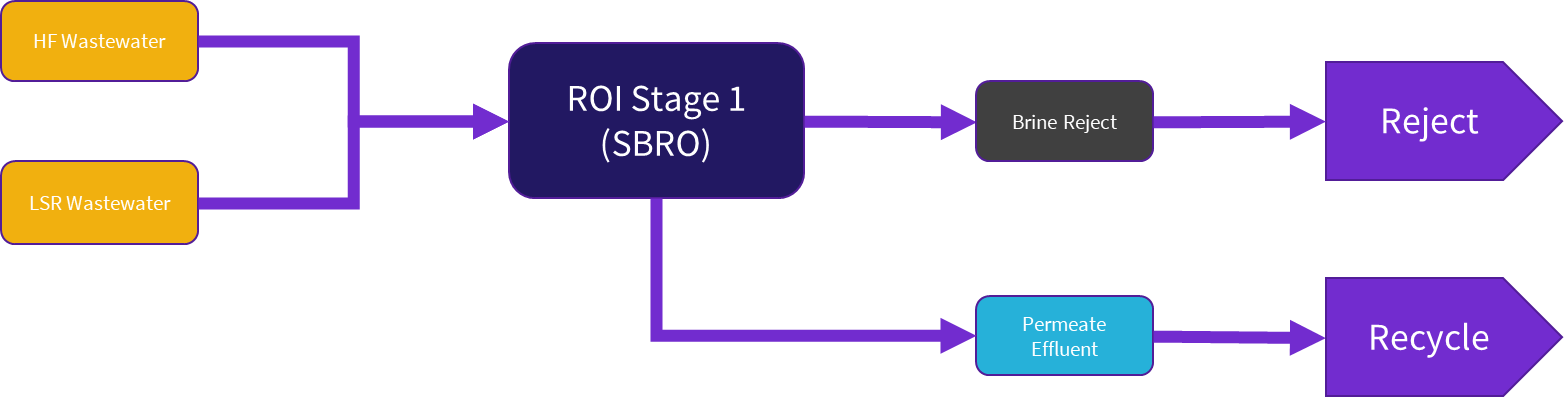 HF Wastewater
LSR Wastewater
ROI Stage 1
(SBRO)
Brine Reject
Reject
Permeate
Effluent
Recycle